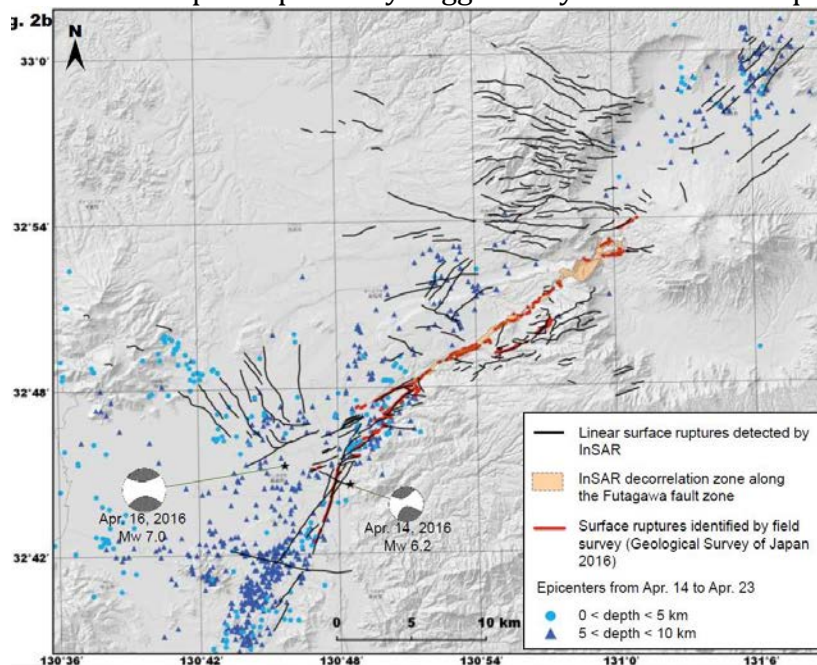 g. 2b
N
33°0'
32°54'
32°48'
32°42'
Apr. 16, 2016
Mw 7.0
Apr. 14, 2016
Mw 6.2
Linear surface ruptures detected by
InSAR
InSAR decorrelation zone along
the Futagawa fault zone
Surface ruptures identified by field
survey (Geological Survey of Japan
2016)
Epicenters from Apr. 14 to Apr. 23
0 < depth < 5 km
5 < depth < 10 km
0 5 10 km
130°36 130°42 130°48 130°54 131°0 131°6